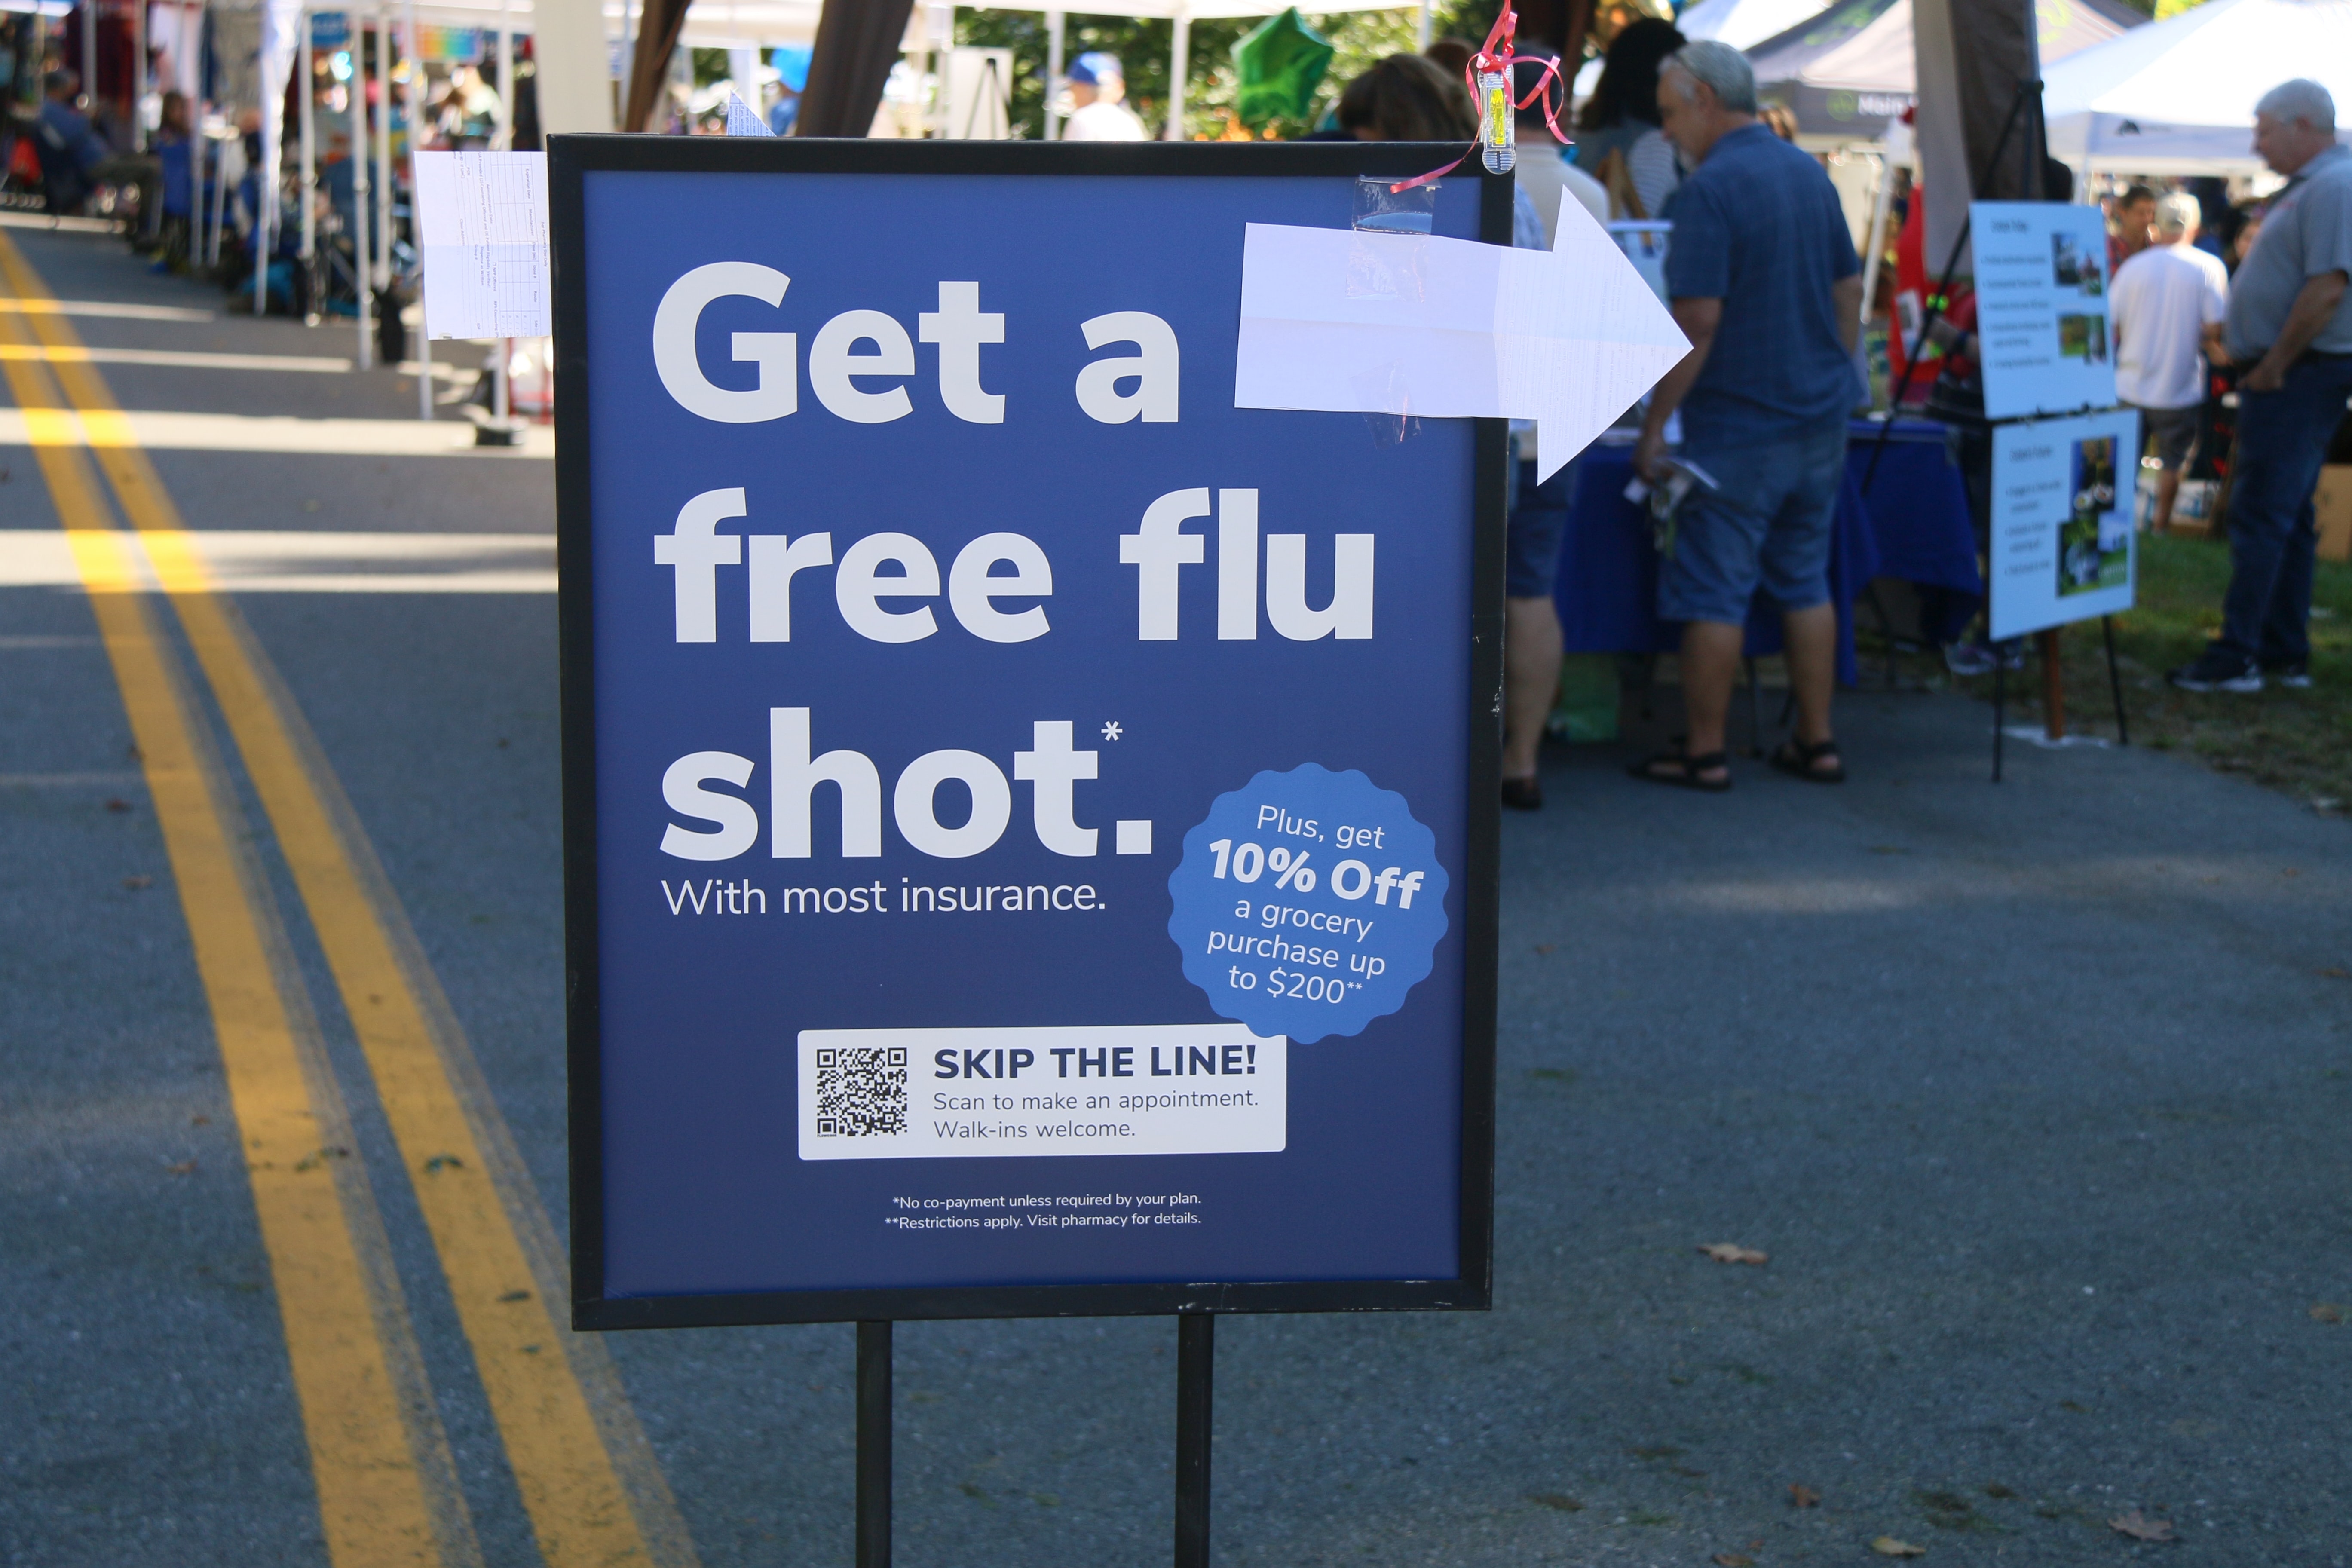 Get a
free flu
shot.*
With most insurance.
Plus, get
10% Off
a grocery
purchase up
to $200**
SKIP THE LINE!
Scan to make an appointment.
Walk-ins welcome.
*No co-payment unless required by your plan.
**Restrictions apply. Visit pharmacy for details.
Main